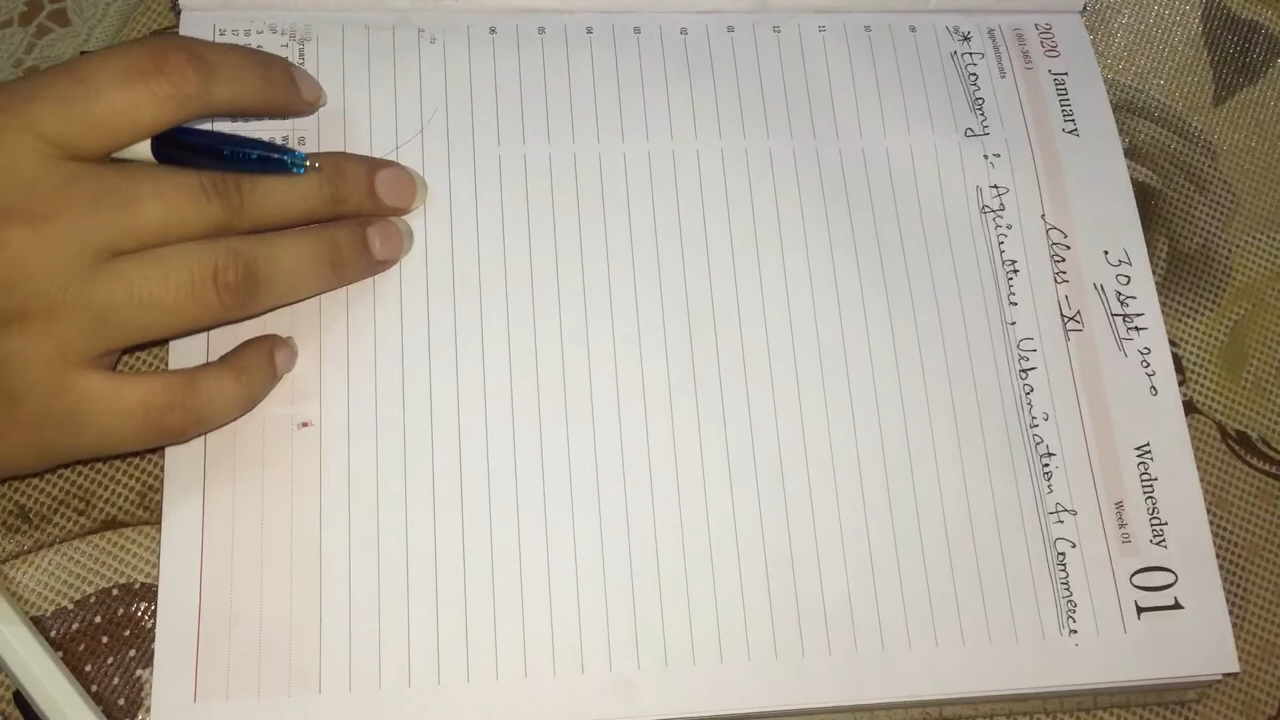 30 Sept, 2020
2020 January Wednesday 01
Week 01
Class - XI
(001-365)
Appointments
* Economy :- Agriculture, Urbanisation & Commerce.
09
10
11
12
01
02
03
04
05
06